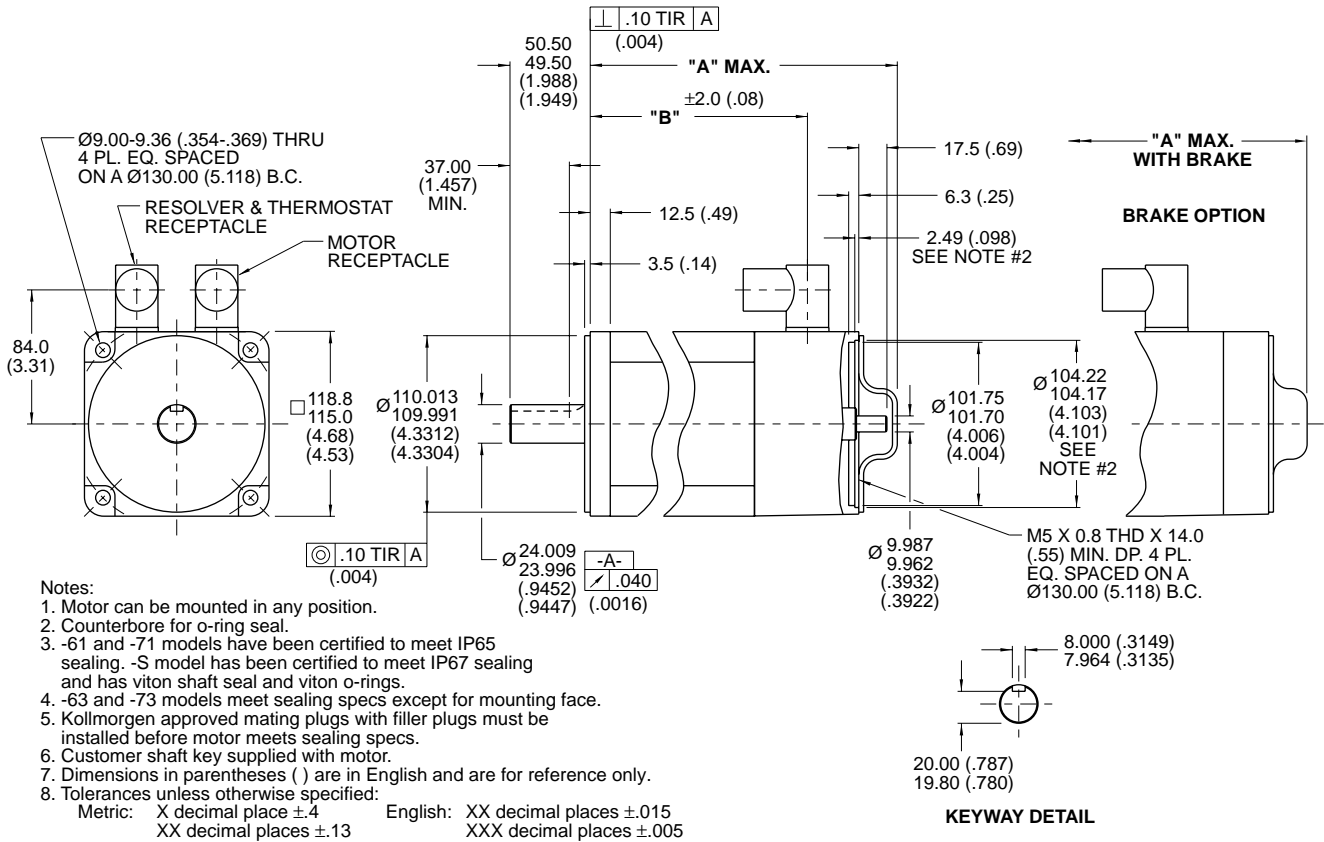 ⊥ .10 TIR A
(.004)
50.50
49.50
(1.988)
(1.949)
"A" MAX.
±2.0 (.08)
"B"
Ø9.00-9.36 (.354-.369) THRU
4 PL. EQ. SPACED
ON A Ø130.00 (5.118) B.C.
RESOLVER & THERMOSTAT
RECEPTACLE
MOTOR
RECEPTACLE
37.00
(1.457)
MIN.
12.5 (.49)
3.5 (.14)
17.5 (.69)
6.3 (.25)
2.49 (.098)
SEE NOTE #2
"A" MAX.
WITH BRAKE
BRAKE OPTION
84.0
(3.31)
□ 118.8
115.0
(4.68)
(4.53)
Ø 110.013
109.991
(4.3312)
(4.3304)
Ø 101.75
101.70
(4.006)
(4.004)
Ø 104.22
104.17
(4.103)
(4.101)
SEE
NOTE #2
◎ .10 TIR A
(.004)
Ø 24.009
23.996
(.9452)
(.9447)
-A-
↗ .040
(.0016)
Ø 9.987
9.962
(.3932)
(.3922)
M5 X 0.8 THD X 14.0
(.55) MIN. DP. 4 PL.
EQ. SPACED ON A
Ø130.00 (5.118) B.C.
Notes:
1. Motor can be mounted in any position.
2. Counterbore for o-ring seal.
3. -61 and -71 models have been certified to meet IP65
sealing. -S model has been certified to meet IP67 sealing
and has viton shaft seal and viton o-rings.
4. -63 and -73 models meet sealing specs except for mounting face.
5. Kollmorgen approved mating plugs with filler plugs must be
installed before motor meets sealing specs.
6. Customer shaft key supplied with motor.
7. Dimensions in parentheses ( ) are in English and are for reference only.
8. Tolerances unless otherwise specified:
Metric: X decimal place ±.4 English: XX decimal places ±.015
XX decimal places ±.13 XXX decimal places ±.005
8.000 (.3149)
7.964 (.3135)
20.00 (.787)
19.80 (.780)
KEYWAY DETAIL